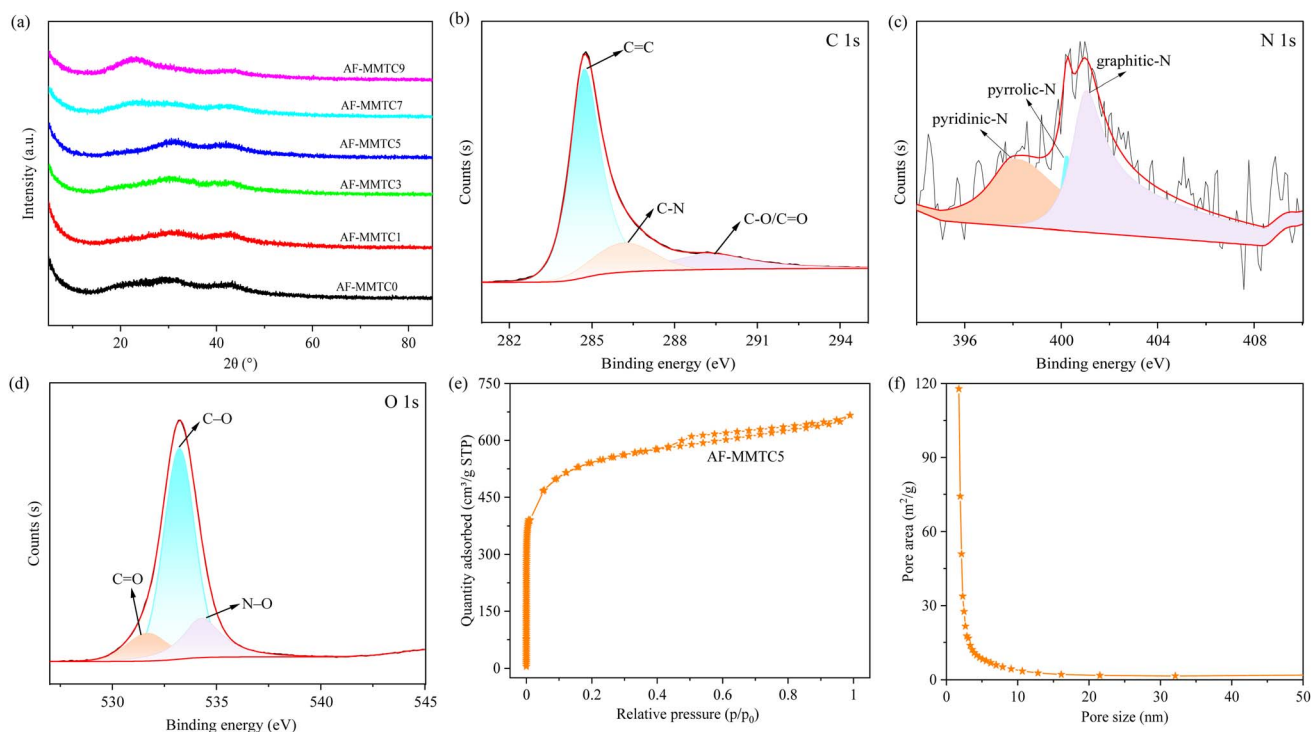 (a)
AF-MMTC9
AF-MMTC7
AF-MMTC5
AF-MMTC3
AF-MMTC1
AF-MMTC0
Intensity (a.u.)
20 40 60 80
2θ (°)
(b)
C 1s
C=C
C-N
C-O/C=O
Counts (s)
282 285 288 291 294
Binding energy (eV)
(c)
N 1s
graphitic-N
pyrrolic-N
pyridinic-N
Counts (s)
396 400 404 408
Binding energy (eV)
(d)
O 1s
C–O
C=O
N–O
Counts (s)
530 535 540 545
Binding energy (eV)
(e)
750
600
450
300
150
0
AF-MMTC5
Quantity adsorbed (cm³/g STP)
0 0.2 0.4 0.6 0.8 1
Relative pressure (p/p₀)
(f)
120
90
60
30
0
Pore area (m²/g)
0 10 20 30 40 50
Pore size (nm)